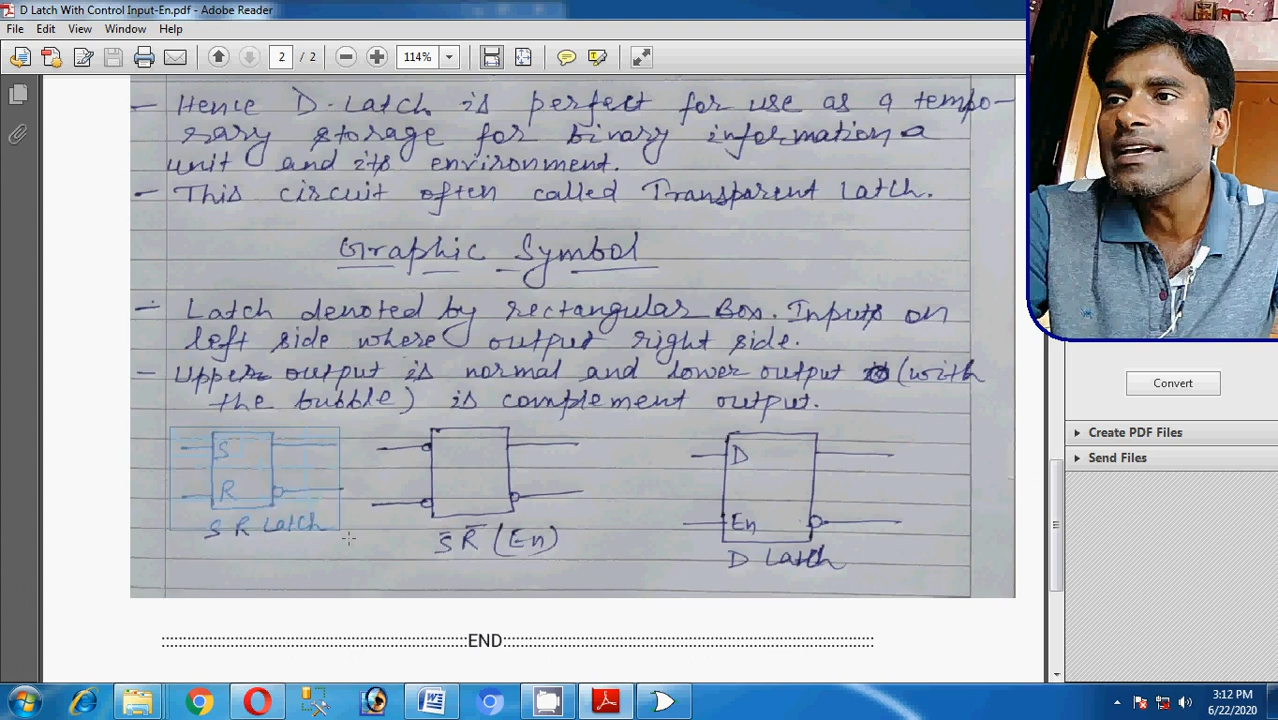 D Latch With Control Input-En.pdf - Adobe Reader
File Edit View Window Help
2 / 2 114%
- Hence D-Latch is perfect for use as a tempo-
rary storage for binary information a
unit and its environment.
- This circuit often called Transparent Latch.
Graphic Symbol
- Latch denoted by rectangular Box. Inputs on
left side where output right side.
- Upper output is normal and lower output (with
the bubble) is complement output.
S
R
SR Latch
S̅ R̅ (En)
D
En
D Latch
:::::::::::::::::::::::::::::::::::::::::::::::::::::::::::::END:::::::::::::::::::::::::::::::::::::::::::::::::::::::::::::
Convert
Create PDF Files
Send Files
3:12 PM
6/22/2020